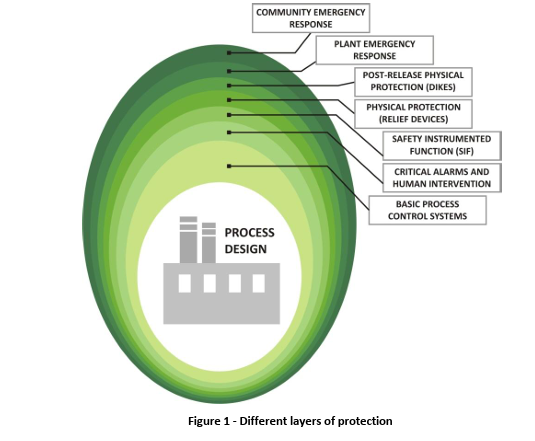 COMMUNITY EMERGENCY
RESPONSE
PLANT EMERGENCY
RESPONSE
POST-RELEASE PHYSICAL
PROTECTION (DIKES)
PHYSICAL PROTECTION
(RELIEF DEVICES)
SAFETY INSTRUMENTED
FUNCTION (SIF)
CRITICAL ALARMS AND
HUMAN INTERVENTION
BASIC PROCESS
CONTROL SYSTEMS
PROCESS
DESIGN
Figure 1 - Different layers of protection